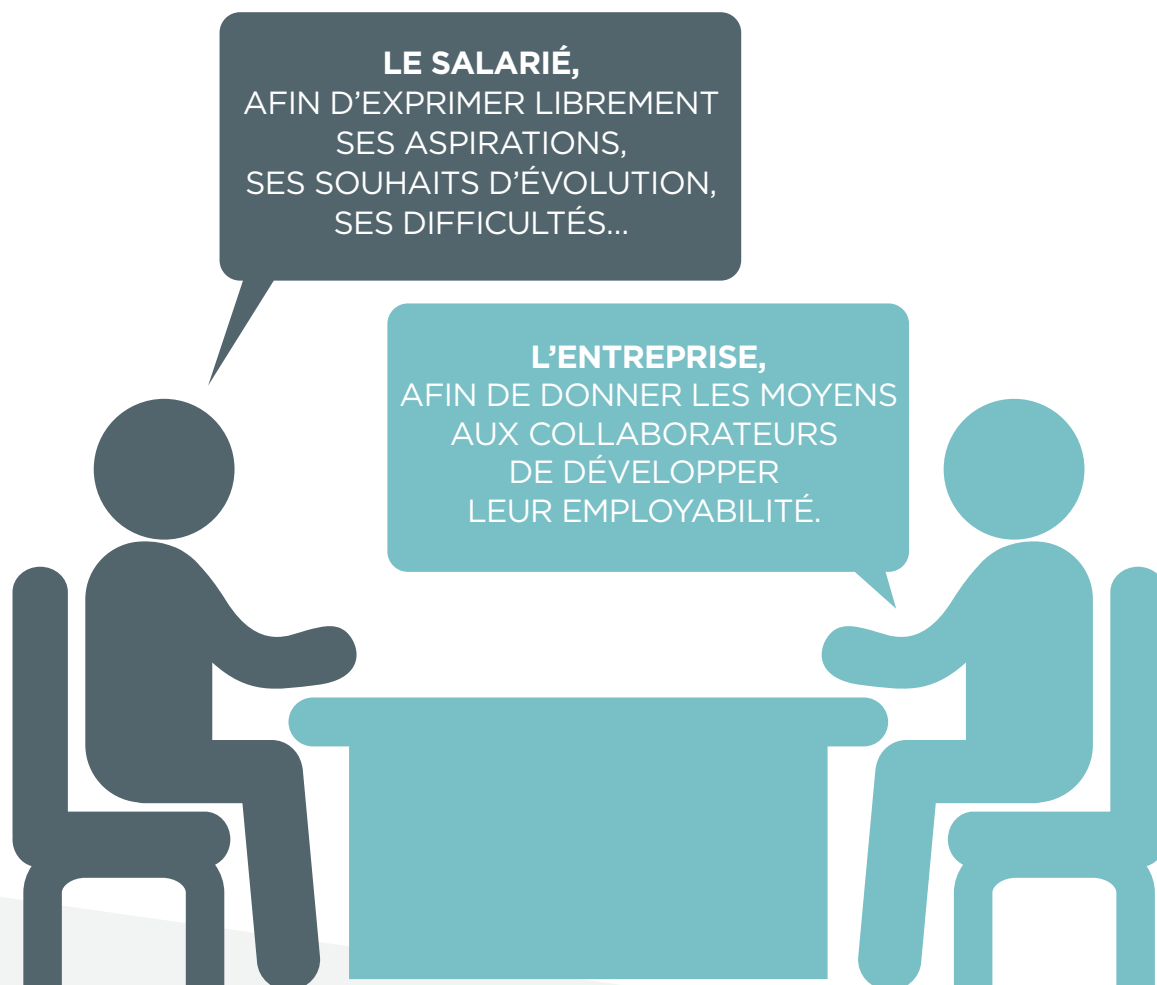 LE SALARIÉ,
AFIN D’EXPRIMER LIBREMENT
SES ASPIRATIONS,
SES SOUHAITS D’ÉVOLUTION,
SES DIFFICULTÉS...
L’ENTREPRISE,
AFIN DE DONNER LES MOYENS
AUX COLLABORATEURS
DE DÉVELOPPER
LEUR EMPLOYABILITÉ.